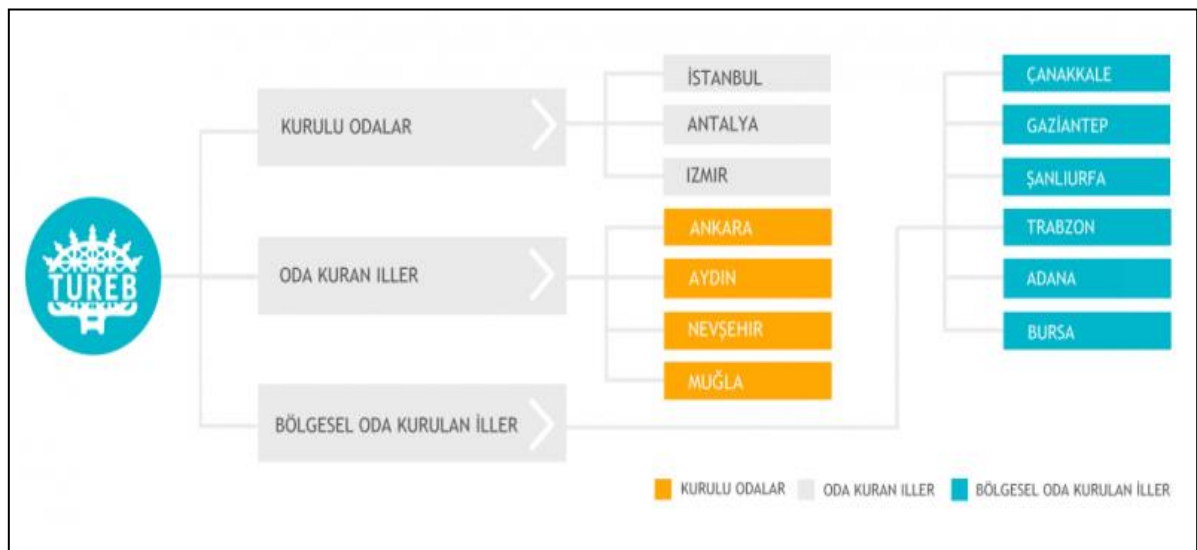 TUREB
KURULU ODALAR
İSTANBUL
ANTALYA
IZMIR
ODA KURAN ILLER
ANKARA
AYDIN
NEVŞEHIR
MUĞLA
BÖLGESEL ODA KURULAN İLLER
ÇANAKKALE
GAZİANTEP
ŞANLIURFA
TRABZON
ADANA
BURSA
KURULU ODALAR
ODA KURAN ILLER
BÖLGESEL ODA KURULAN İLLER